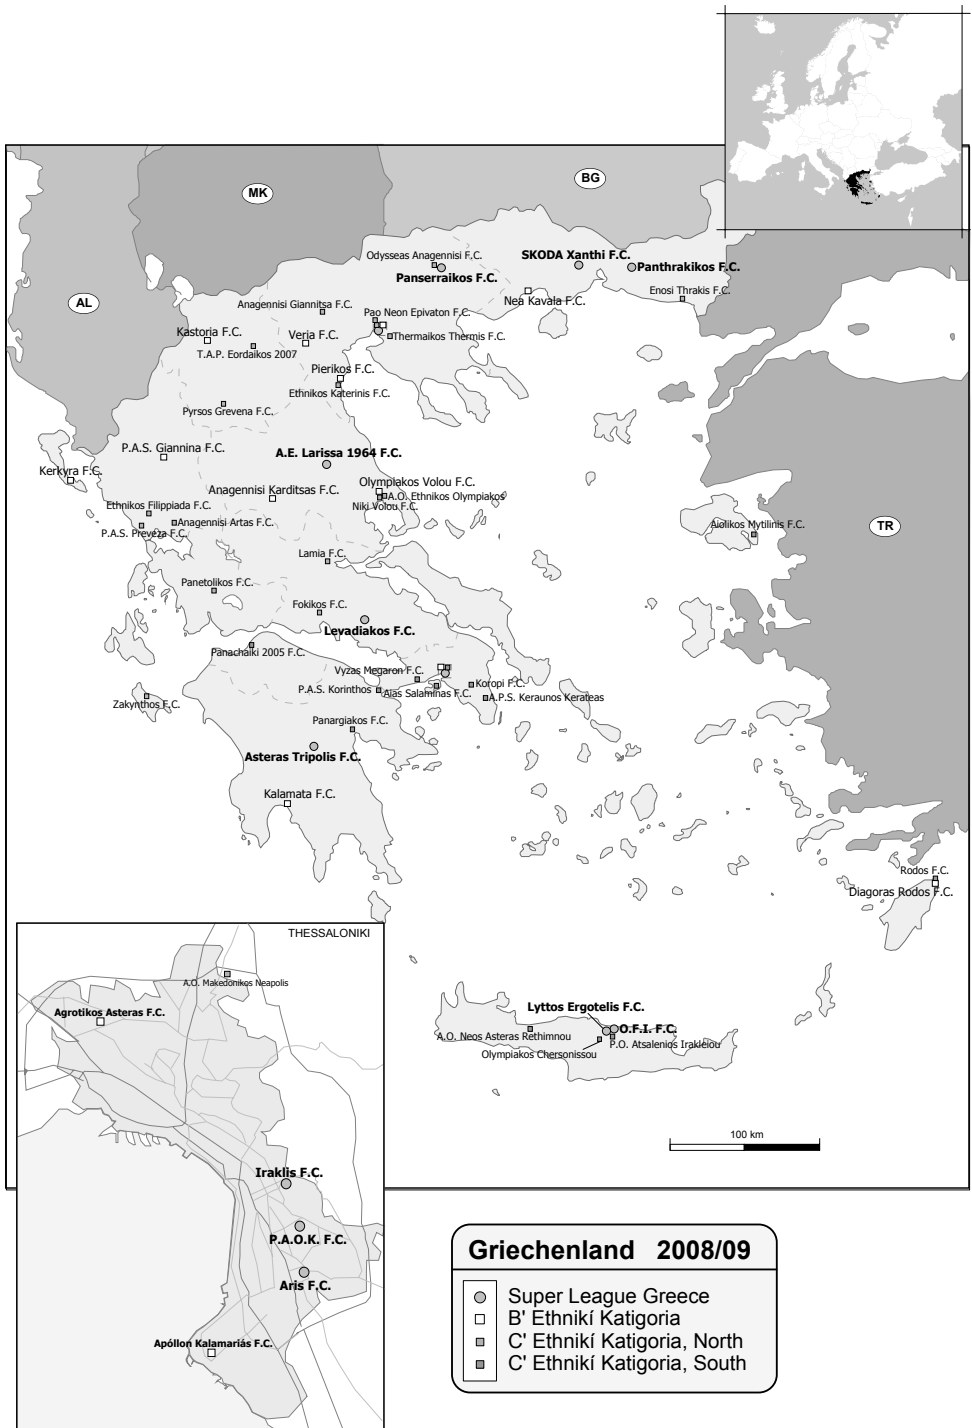 MK
BG
AL
TR
Odysseas Anagennisi F.C.
Panserraikos F.C.
SKODA Xanthi F.C.
Panthrakikos F.C.
Enosi Thrakis F.C.
Nea Kavala F.C.
Anagennisi Giannitsa F.C.
Pao Neon Epivaton F.C.
Thermaikos Thermis F.C.
Kastoria F.C.
Veria F.C.
T.A.P. Eordaikos 2007
Pierikos F.C.
Ethnikos Katerinis F.C.
Pyrsos Grevena F.C.
P.A.S. Giannina F.C.
A.E. Larissa 1964 F.C.
Kerkyra F.C.
Olympiakos Volou F.C.
A.O. Ethnikos Olympiakos
Niki Volou F.C.
Anagennisi Karditsas F.C.
Ethnikos Filippiada F.C.
Anagennisi Artas F.C.
P.A.S. Preveza F.C.
Aiolikos Mytilinis F.C.
Lamia F.C.
Panetolikos F.C.
Fokikos F.C.
Levadiakos F.C.
Panachaiki 2005 F.C.
Vyzas Megaron F.C.
Koropi F.C.
P.A.S. Korinthos
Aias Salaminas F.C.
A.P.S. Keraunos Kerateas
Zakynthos F.C.
Panargiakos F.C.
Asteras Tripolis F.C.
Kalamata F.C.
Rodos F.C.
Diagoras Rodos F.C.
Lyttos Ergotelis F.C.
O.F.I. F.C.
A.O. Neos Asteras Rethimnou
P.O. Atsalenios Irakleiou
Olympiakos Chersonissou
100 km
THESSALONIKI
A.O. Makedonikos Neapolis
Agrotikos Asteras F.C.
Iraklis F.C.
P.A.O.K. F.C.
Aris F.C.
Apóllon Kalamariás F.C.
Griechenland 2008/09
Super League Greece
B' Ethnikí Katigoria
C' Ethnikí Katigoria, North
C' Ethnikí Katigoria, South